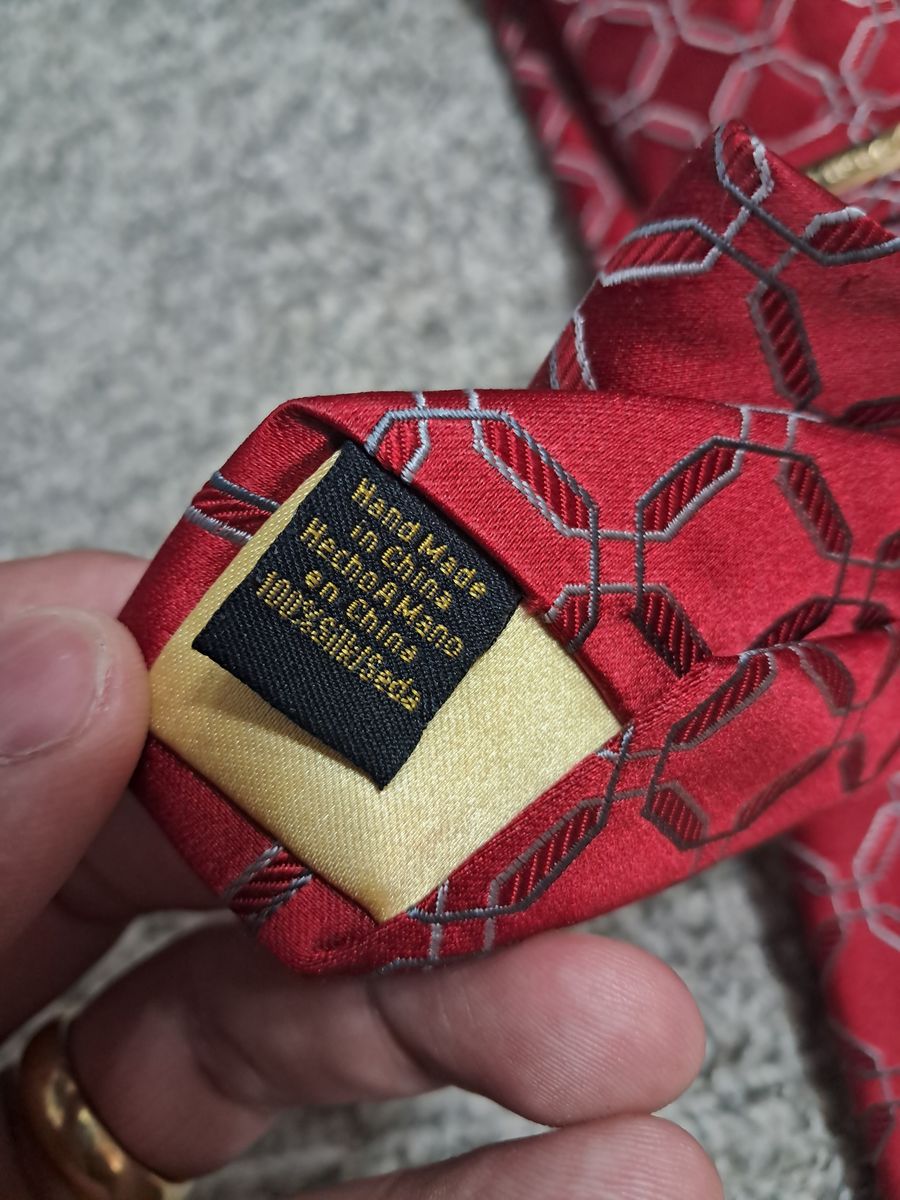 Hand Made
in China
Hecho A Mano
en China
100%Silk/Seda